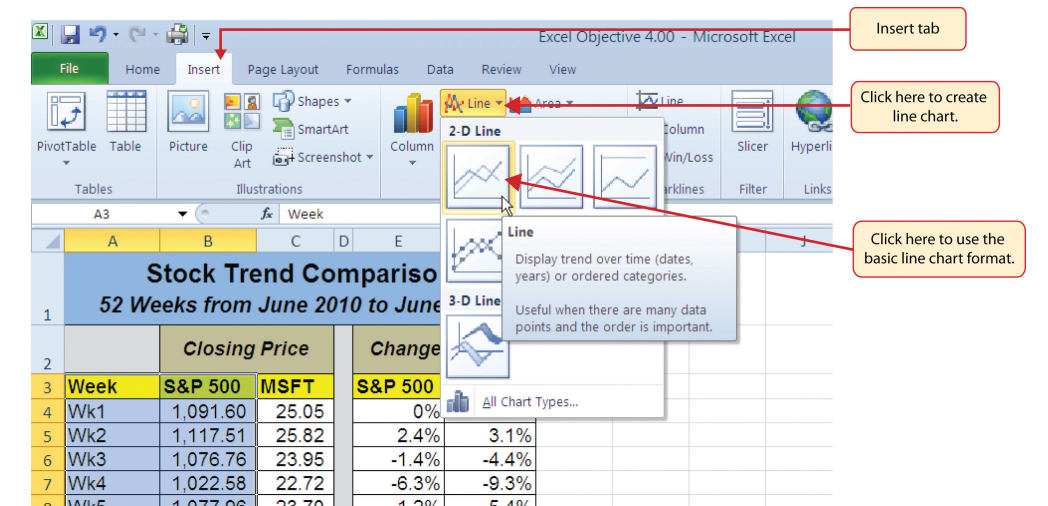 Excel Objective 4.00 - Microsoft Excel
Insert tab
File Home Insert Page Layout Formulas Data Review View
Click here to create
line chart.
PivotTable
Table
Picture
Clip
Art
Shapes
SmartArt
Screenshot
Column
Line
Area
Line
Column
Win/Loss
Slicer
Hyperli
Tables
Illustrations
arklines
Filter
Links
2-D Line
Line
Display trend over time (dates,
years) or ordered categories.
Useful when there are many data
points and the order is important.
3-D Line
All Chart Types...
Click here to use the
basic line chart format.
A3 fx Week
A B C D E J
1 Stock Trend Compariso
52 Weeks from June 2010 to June
2 Closing Price Change
3 Week S&P 500 MSFT S&P 500
4 Wk1 1,091.60 25.05 0%
5 Wk2 1,117.51 25.82 2.4% 3.1%
6 Wk3 1,076.76 23.95 -1.4% -4.4%
7 Wk4 1,022.58 22.72 -6.3% -9.3%